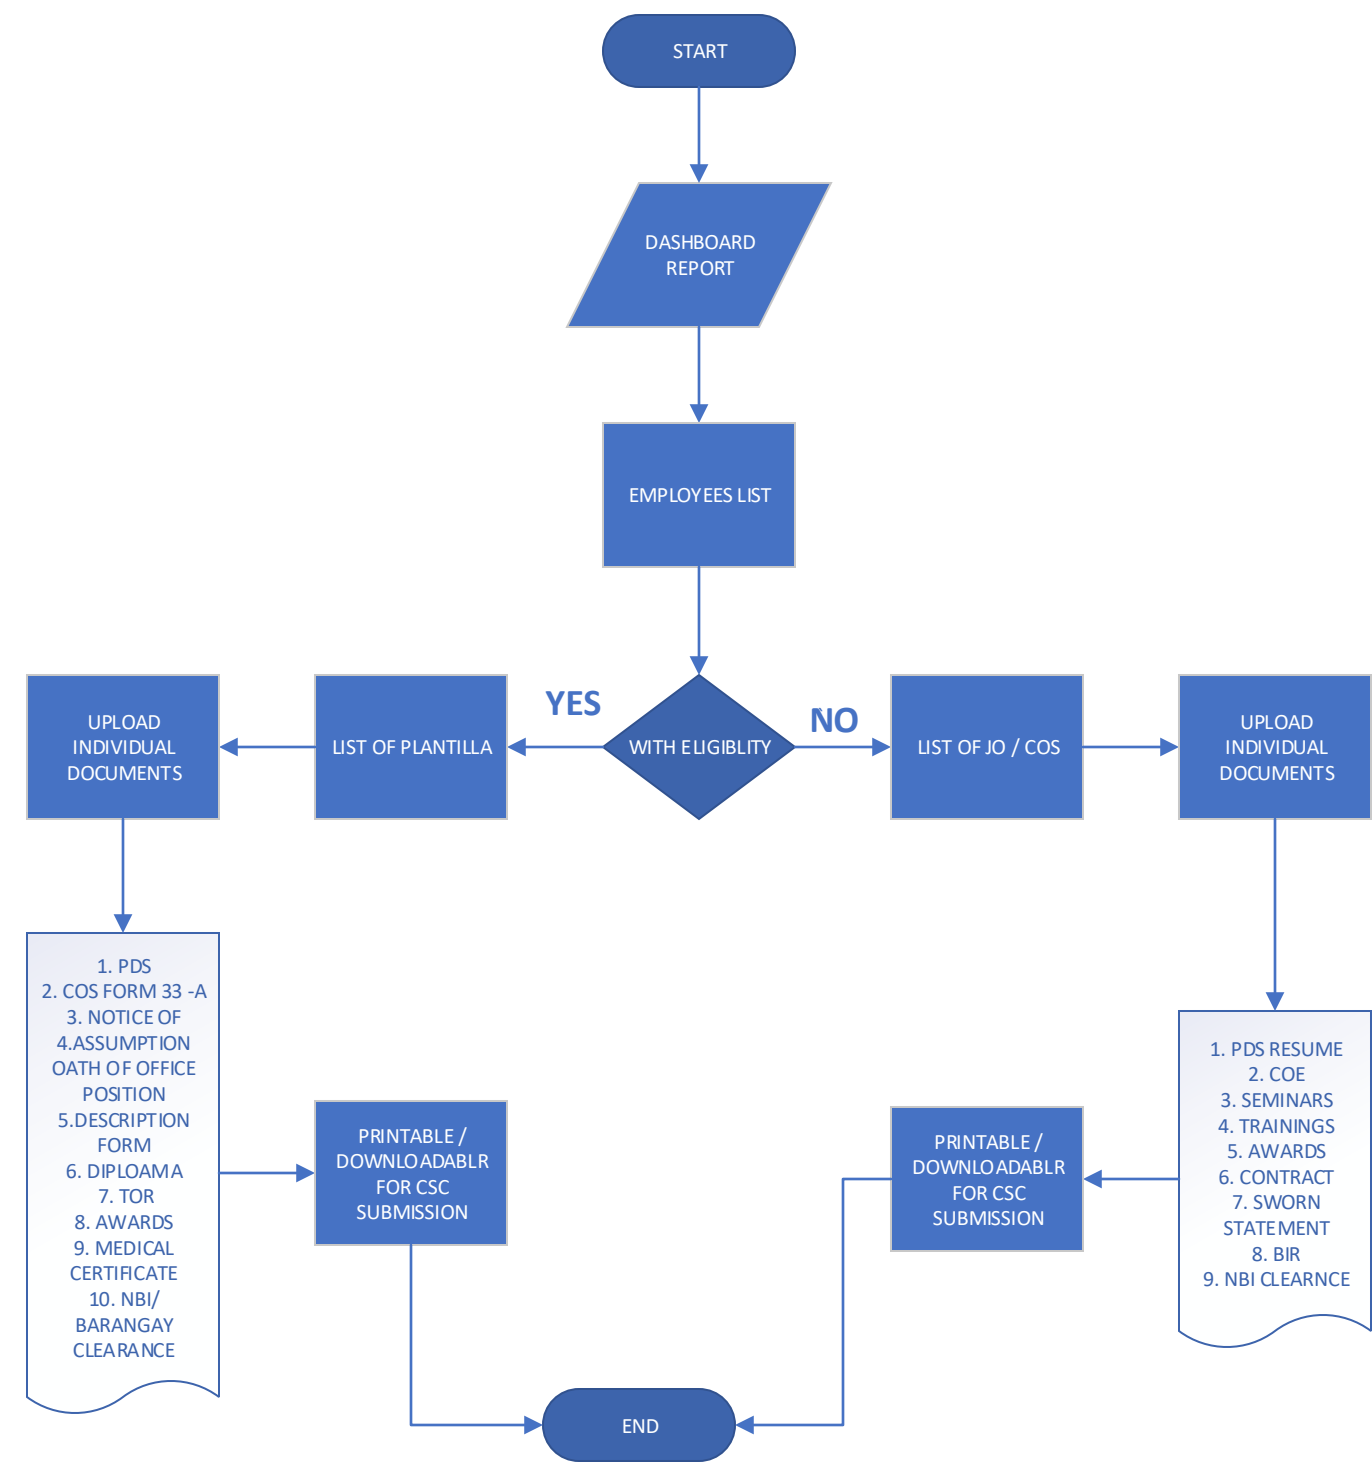 START
DASHBOARD
REPORT
EMPLOYEES LIST
WITH ELIGIBLITY
YES
NO
LIST OF PLANTILLA
UPLOAD
INDIVIDUAL
DOCUMENTS
LIST OF JO / COS
UPLOAD
INDIVIDUAL
DOCUMENTS
1. PDS
2. COS FORM 33 -A
3. NOTICE OF
4.ASSUMPTION
OATH OF OFFICE
POSITION
5.DESCRIPTION
FORM
6. DIPLOAMA
7. TOR
8. AWARDS
9. MEDICAL
CERTIFICATE
10. NBI/
BARANGAY
CLEARANCE
PRINTABLE /
DOWNLOADABLR
FOR CSC
SUBMISSION
1. PDS RESUME
2. COE
3. SEMINARS
4. TRAININGS
5. AWARDS
6. CONTRACT
7. SWORN
STATEMENT
8. BIR
9. NBI CLEARNCE
PRINTABLE /
DOWNLOADABLR
FOR CSC
SUBMISSION
END